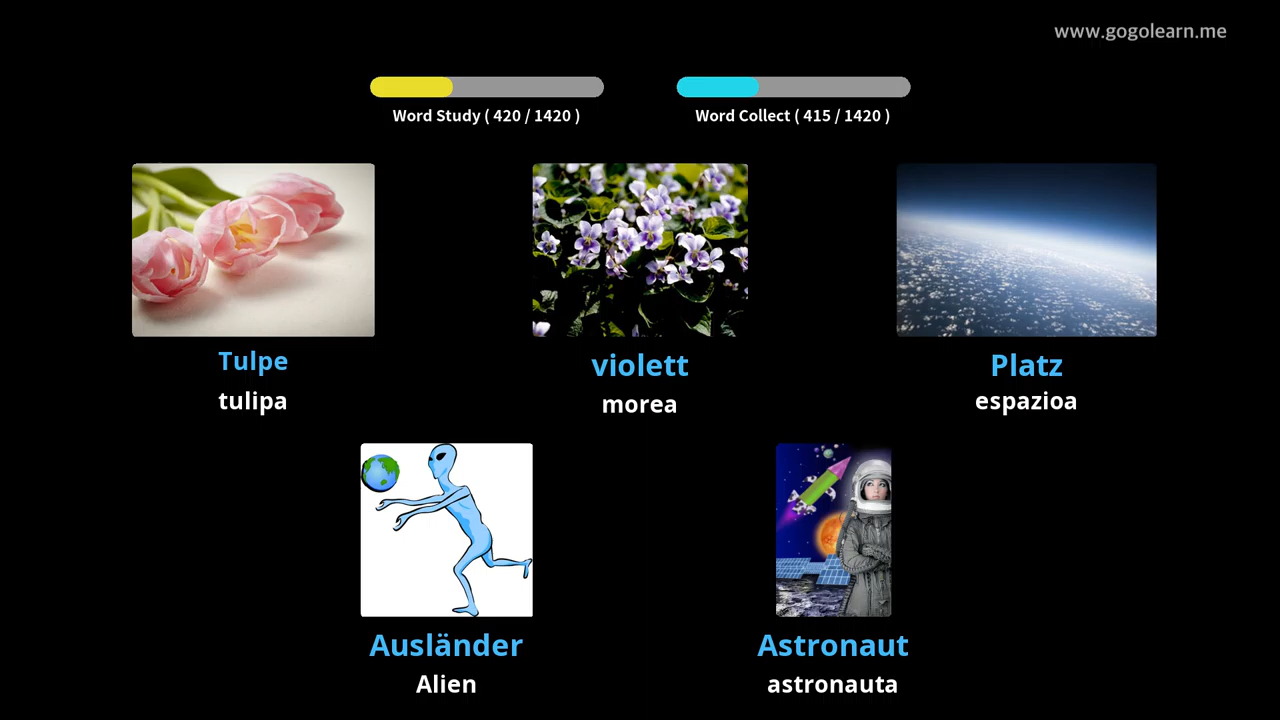 www.gogolearn.me
Word Study ( 420 / 1420 )
Word Collect ( 415 / 1420 )
Tulpe
tulipa
violett
morea
Platz
espazioa
Ausländer
Alien
Astronaut
astronauta